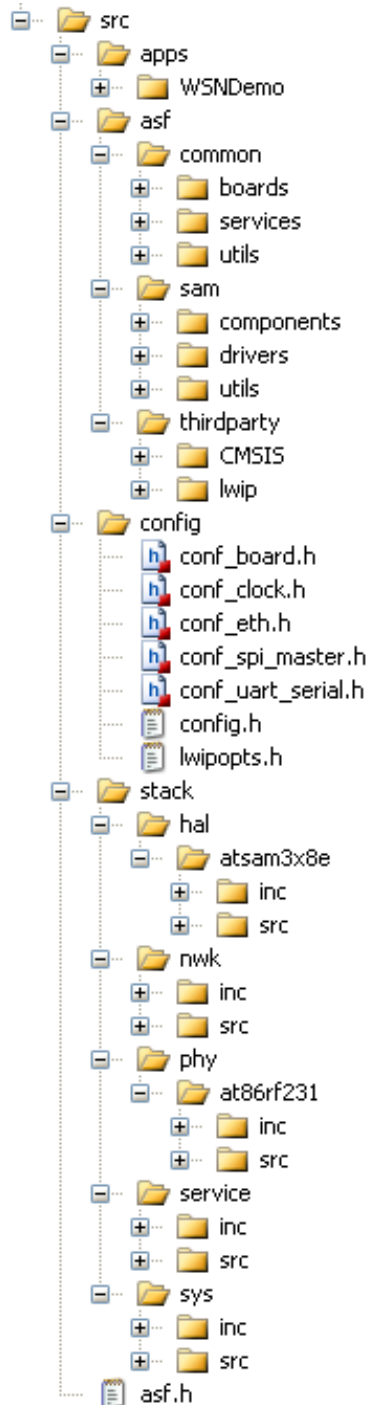 src
apps
WSNDemo
asf
common
boards
services
utils
sam
components
drivers
utils
thirdparty
CMSIS
lwip
config
conf_board.h
conf_clock.h
conf_eth.h
conf_spi_master.h
conf_uart_serial.h
config.h
lwipopts.h
stack
hal
atsam3x8e
inc
src
nwk
inc
src
phy
at86rf231
inc
src
service
inc
src
sys
inc
src
asf.h